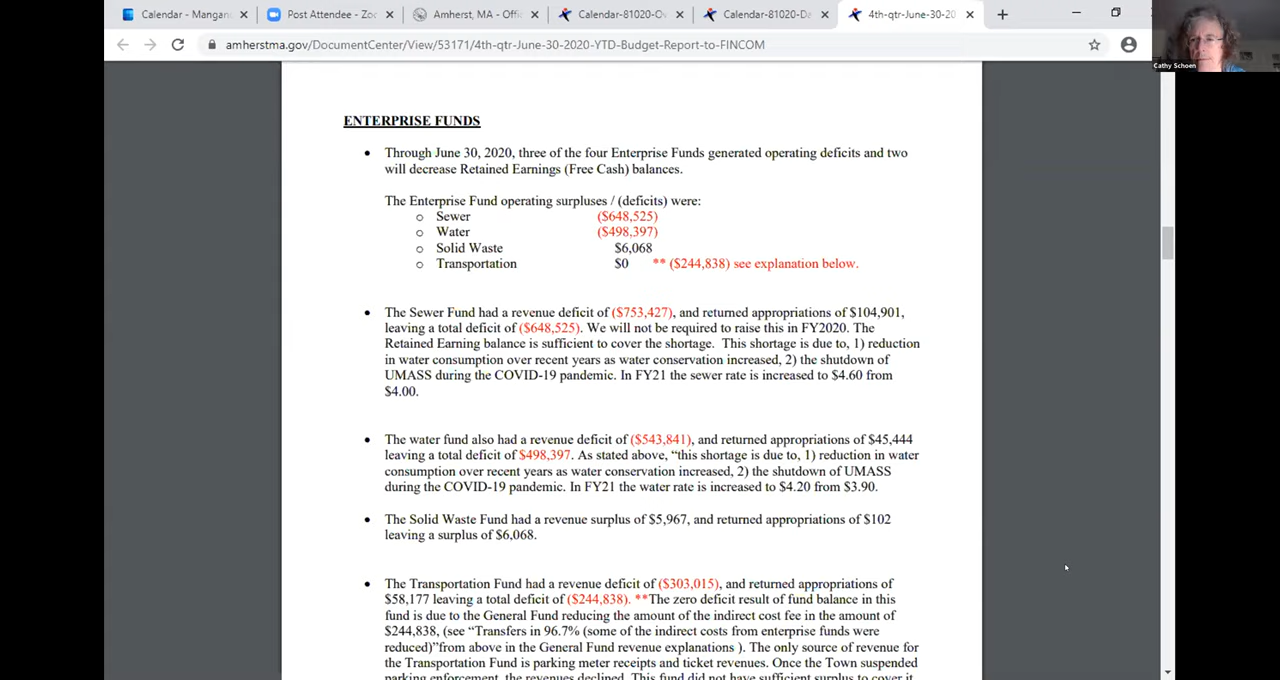 Calendar - Mangan
Post Attendee - Zo
Amherst, MA - Offi
Calendar-81020-O
Calendar-81020-D
4th-qtr-June-30-20
amherstma.gov/DocumentCenter/View/53171/4th-qtr-June-30-2020-YTD-Budget-Report-to-FINCOM
Cathy Schoen
ENTERPRISE FUNDS
• Through June 30, 2020, three of the four Enterprise Funds generated operating deficits and two
will decrease Retained Earnings (Free Cash) balances.
The Enterprise Fund operating surpluses / (deficits) were:
o Sewer ($648,525)
o Water ($498,397)
o Solid Waste $6,068
o Transportation $0 ** ($244,838) see explanation below.
• The Sewer Fund had a revenue deficit of ($753,427), and returned appropriations of $104,901,
leaving a total deficit of ($648,525). We will not be required to raise this in FY2020. The
Retained Earning balance is sufficient to cover the shortage. This shortage is due to, 1) reduction
in water consumption over recent years as water conservation increased, 2) the shutdown of
UMASS during the COVID-19 pandemic. In FY21 the sewer rate is increased to $4.60 from
$4.00.
• The water fund also had a revenue deficit of ($543,841), and returned appropriations of $45,444
leaving a total deficit of $498,397. As stated above, “this shortage is due to, 1) reduction in water
consumption over recent years as water conservation increased, 2) the shutdown of UMASS
during the COVID-19 pandemic. In FY21 the water rate is increased to $4.20 from $3.90.
• The Solid Waste Fund had a revenue surplus of $5,967, and returned appropriations of $102
leaving a surplus of $6,068.
• The Transportation Fund had a revenue deficit of ($303,015), and returned appropriations of
$58,177 leaving a total deficit of ($244,838). **The zero deficit result of fund balance in this
fund is due to the General Fund reducing the amount of the indirect cost fee in the amount of
$244,838, (see “Transfers in 96.7% (some of the indirect costs from enterprise funds were
reduced)”from above in the General Fund revenue explanations ). The only source of revenue for
the Transportation Fund is parking meter receipts and ticket revenues. Once the Town suspended
parking enforcement, the revenues declined. This fund did not have sufficient surplus to cover it